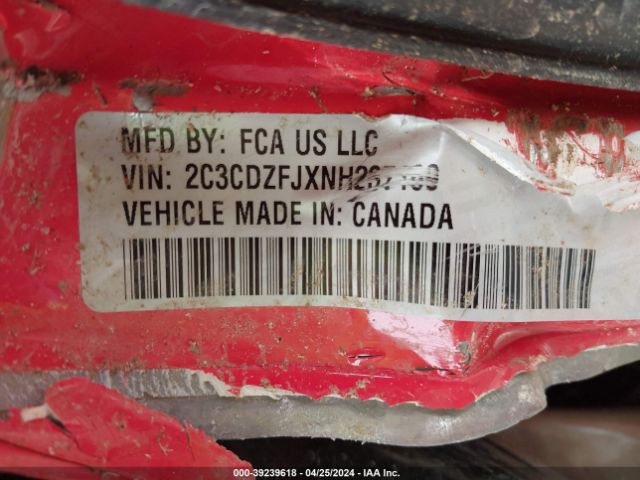 MFD BY: FCA US LLC
VIN:
VEHICLE MADE IN: CANADA
000-39239618 - 04/25/2024 - IAA Inc.